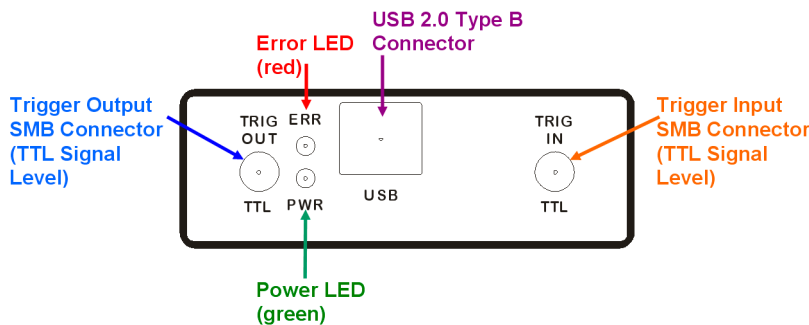 USB 2.0 Type B
Connector
Error LED
(red)
Trigger Output
SMB Connector
(TTL Signal
Level)
TRIG
OUT
TTL
ERR
PWR
USB
TRIG
IN
TTL
Trigger Input
SMB Connector
(TTL Signal
Level)
Power LED
(green)